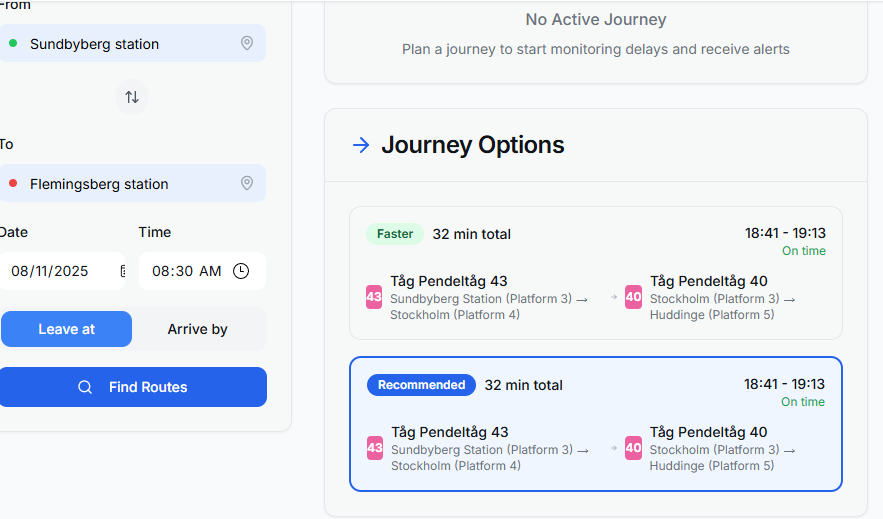 From
Sundbyberg station
To
Flemingsberg station
Date
Time
08/11/2025
08:30 AM
Leave at
Arrive by
Find Routes
No Active Journey
Plan a journey to start monitoring delays and receive alerts
→ Journey Options
Faster 32 min total 18:41 - 19:13
On time
43 Tåg Pendeltåg 43
Sundbyberg Station (Platform 3) →
Stockholm (Platform 4)
→
40 Tåg Pendeltåg 40
Stockholm (Platform 3) →
Huddinge (Platform 5)
Recommended 32 min total 18:41 - 19:13
On time
43 Tåg Pendeltåg 43
Sundbyberg Station (Platform 3) →
Stockholm (Platform 4)
→
40 Tåg Pendeltåg 40
Stockholm (Platform 3) →
Huddinge (Platform 5)